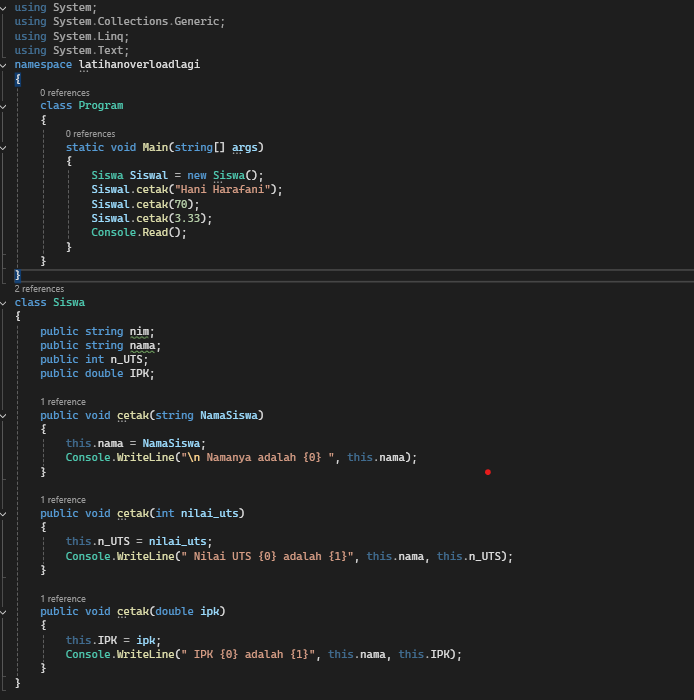 using System;
using System.Collections.Generic;
using System.Linq;
using System.Text;
namespace latihanoverloadlagi
{
0 references
class Program
{
0 references
static void Main(string[] args)
{
Siswa Siswal = new Siswa();
Siswal.cetak("Hani Harafani");
Siswal.cetak(70);
Siswal.cetak(3.33);
Console.Read();
}
}
}
2 references
class Siswa
{
public string nim;
public string nama;
public int n_UTS;
public double IPK;
1 reference
public void cetak(string NamaSiswa)
{
this.nama = NamaSiswa;
Console.WriteLine("\n Namanya adalah {0} ", this.nama);
}
1 reference
public void cetak(int nilai_uts)
{
this.n_UTS = nilai_uts;
Console.WriteLine(" Nilai UTS {0} adalah {1}", this.nama, this.n_UTS);
}
1 reference
public void cetak(double ipk)
{
this.IPK = ipk;
Console.WriteLine(" IPK {0} adalah {1}", this.nama, this.IPK);
}
}